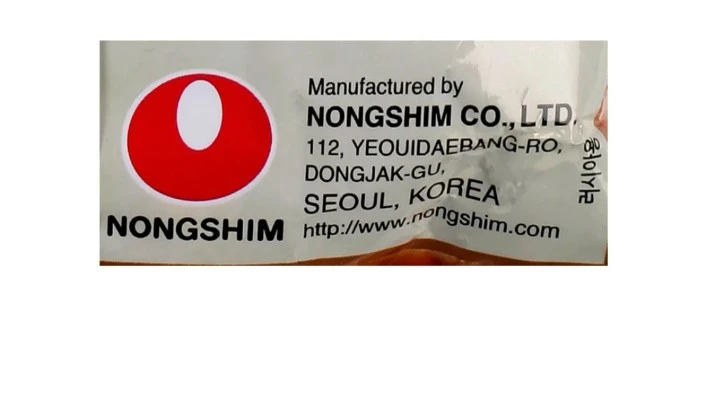 NONGSHIM
Manufactured by
NONGSHIM CO., LTD.
112, YEOUIDAEBANG-RO,
DONGJAK-GU,
SEOUL, KOREA
http://www.nongshim.com